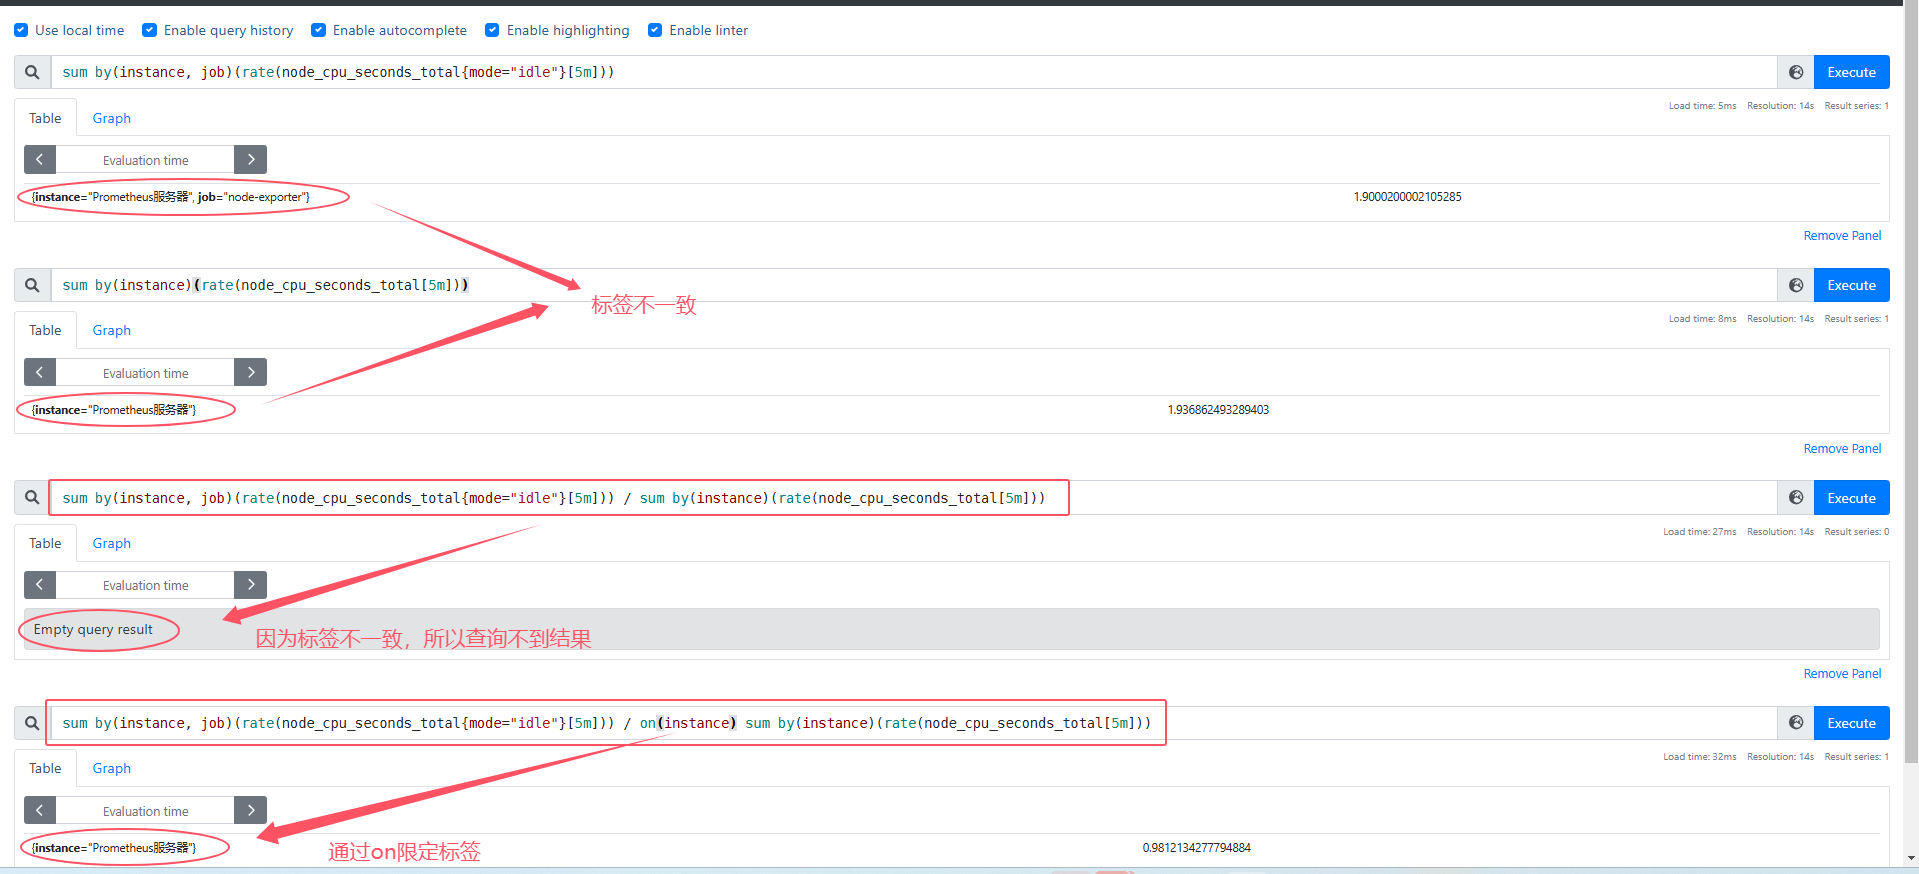 Use local time Enable query history Enable autocomplete Enable highlighting Enable linter
sum by(instance, job)(rate(node_cpu_seconds_total{mode="idle"}[5m]))
Execute
Load time: 5ms Resolution: 14s Result series: 1
Table Graph
Evaluation time
{instance="Prometheus服务器", job="node-exporter"} 1.9000200002105285
Remove Panel
sum by(instance)(rate(node_cpu_seconds_total[5m]))
Execute
标签不一致
Load time: 8ms Resolution: 14s Result series: 1
Table Graph
Evaluation time
{instance="Prometheus服务器"} 1.936862493289403
Remove Panel
sum by(instance, job)(rate(node_cpu_seconds_total{mode="idle"}[5m])) / sum by(instance)(rate(node_cpu_seconds_total[5m]))
Execute
Load time: 27ms Resolution: 14s Result series: 0
Table Graph
Evaluation time
Empty query result
因为标签不一致，所以查询不到结果
Remove Panel
sum by(instance, job)(rate(node_cpu_seconds_total{mode="idle"}[5m])) / on(instance) sum by(instance)(rate(node_cpu_seconds_total[5m]))
Execute
Load time: 32ms Resolution: 14s Result series: 1
Table Graph
Evaluation time
{instance="Prometheus服务器"} 0.9812134277794884
通过on限定标签